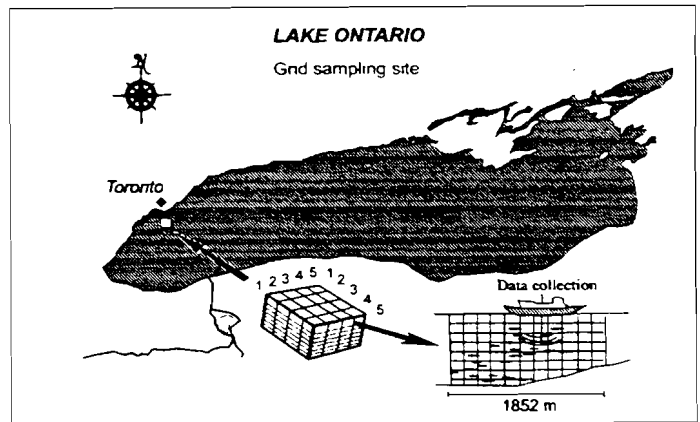 LAKE ONTARIO
Grid sampling site
N
Toronto
1 2 3 4 5 1 2 3 4 5
Data collection
1852 m